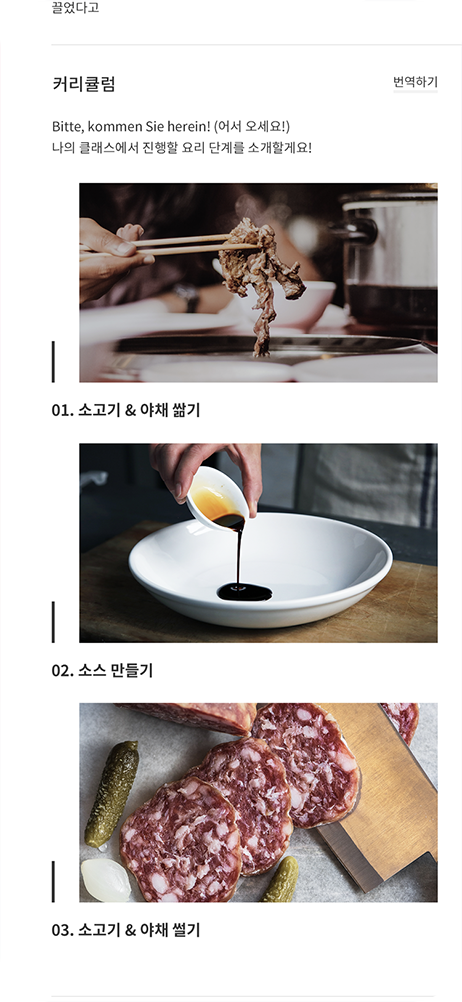 끌었다고
커리큘럼
번역하기
Bitte, kommen Sie herein! (어서 오세요!)
나의 클래스에서 진행할 요리 단계를 소개할게요!
01. 소고기 & 야채 삶기
02. 소스 만들기
03. 소고기 & 야채 썰기